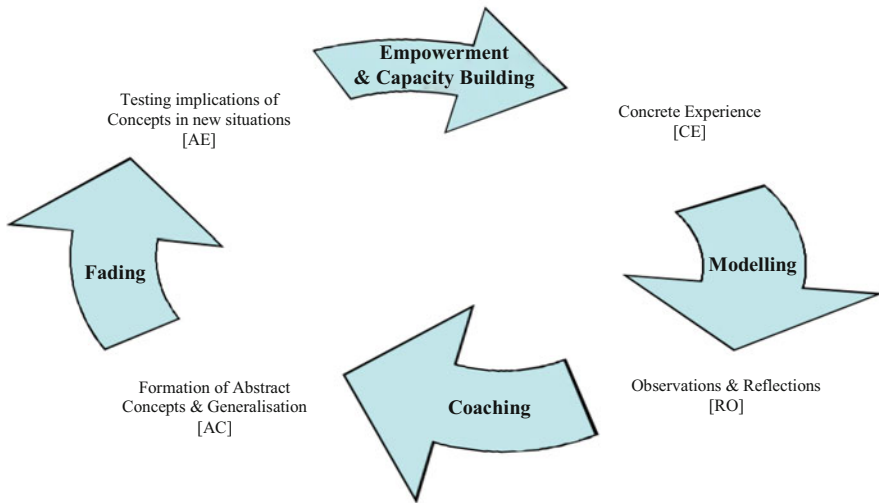 Empowerment
& Capacity Building
Testing implications of
Concepts in new situations
[AE]
Concrete Experience
[CE]
Fading
Modelling
Formation of Abstract
Concepts & Generalisation
[AC]
Coaching
Observations & Reflections
[RO]